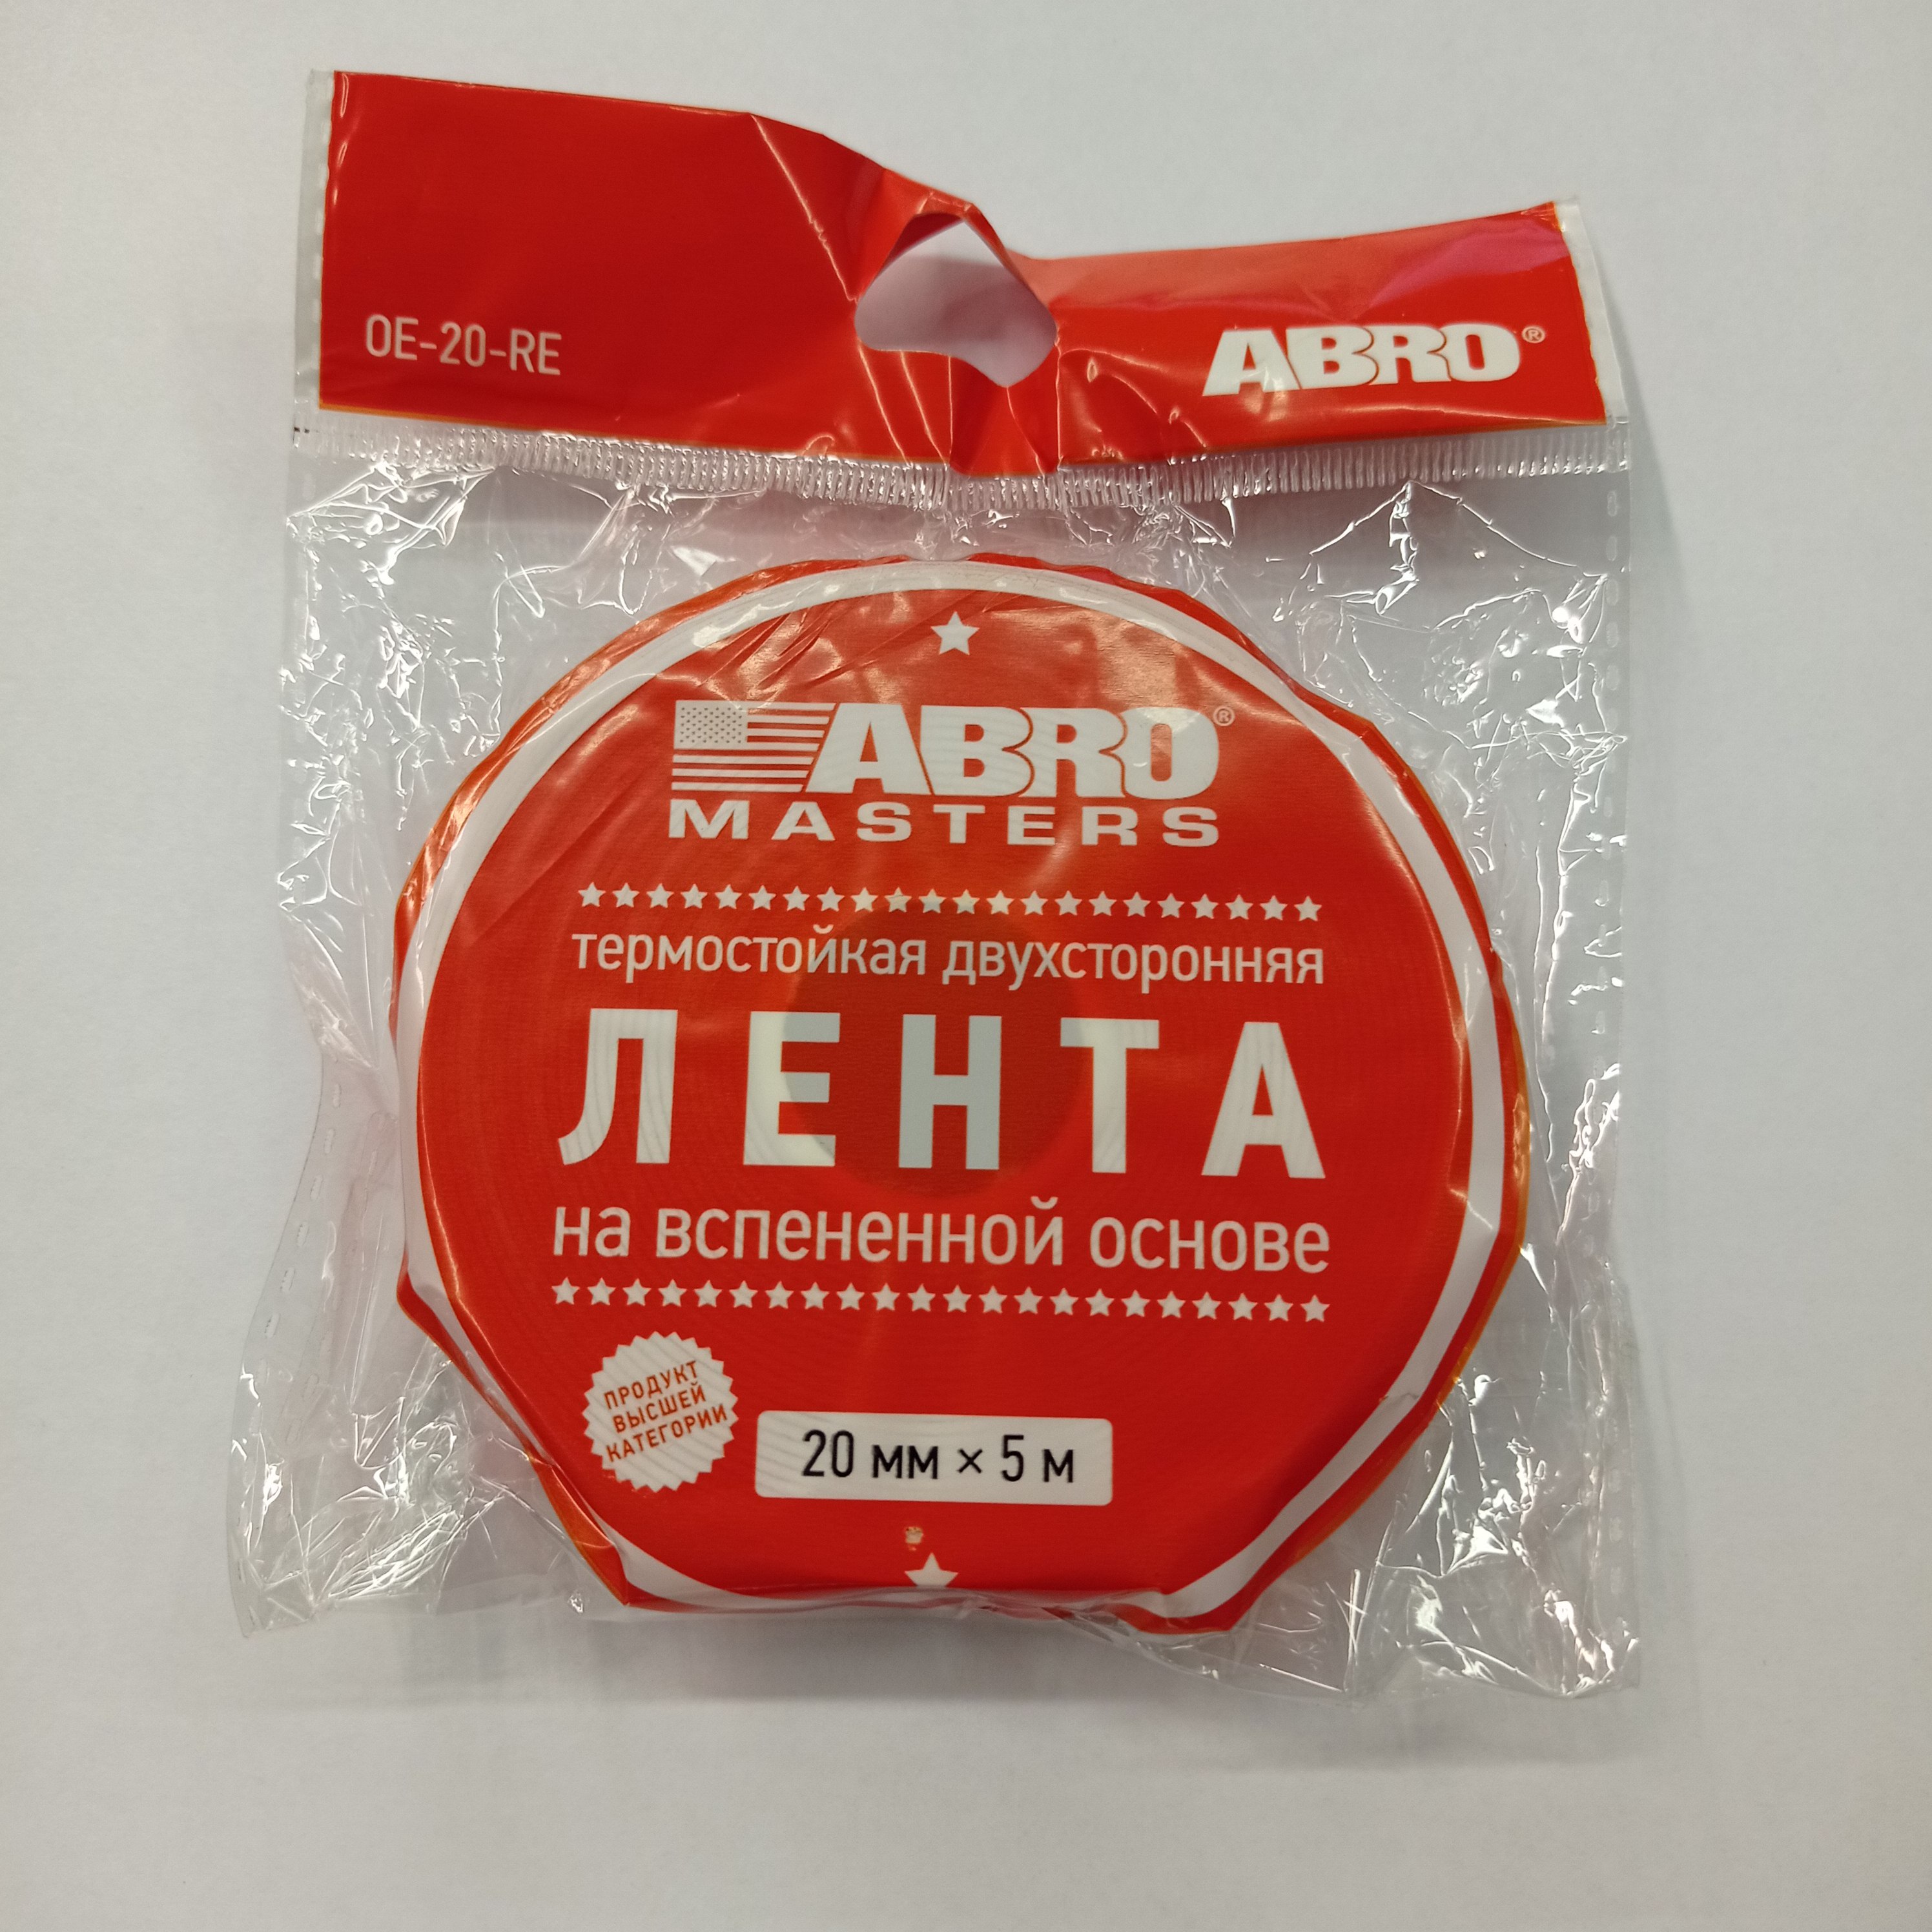 OE-20-RE
ABRO®
ABRO®
MASTERS
термостойкая двухсторонняя
ЛЕНТА
на вспененной основе
ПРОДУКТ
ВЫСШЕЙ
КАТЕГОРИИ
20 мм × 5 м